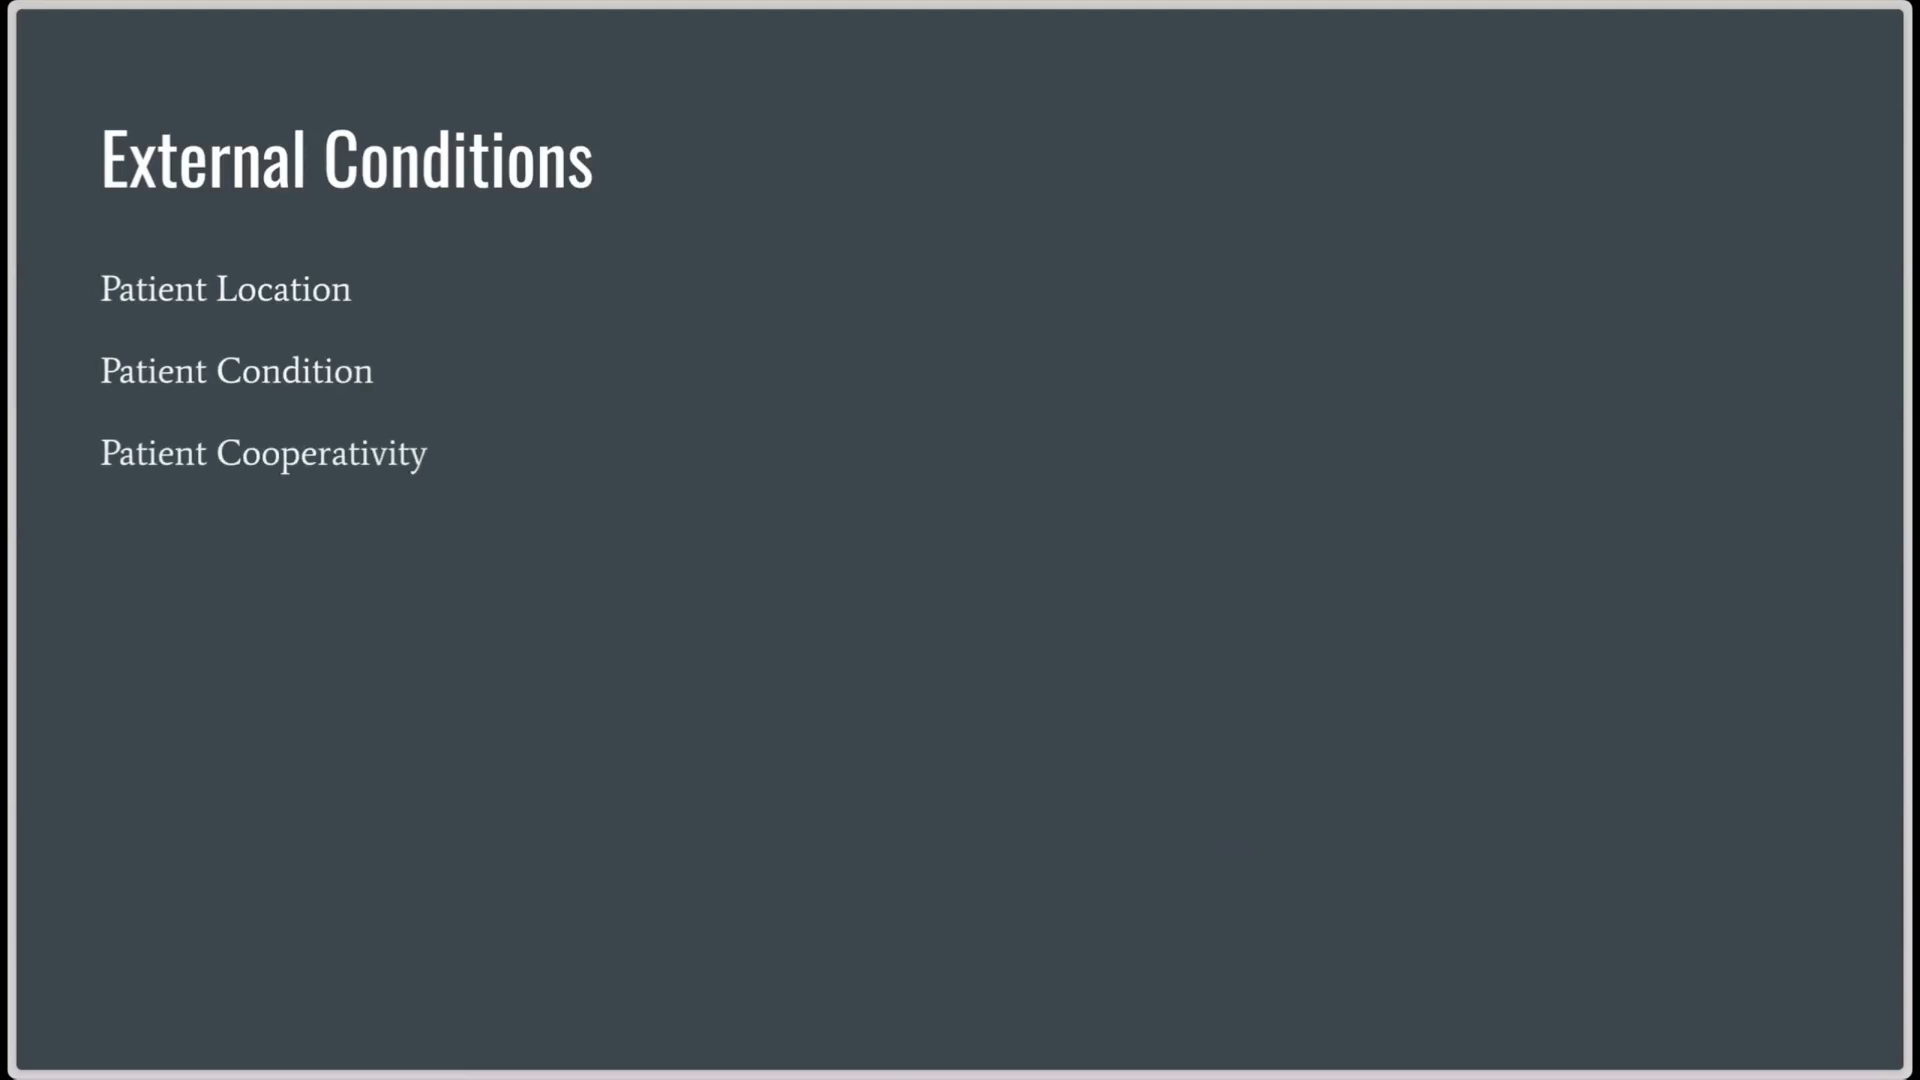 External Conditions
Patient Location
Patient Condition
Patient Cooperativity